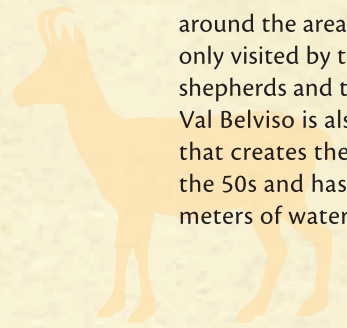 around the area
only visited by t
shepherds and t
Val Belviso is als
that creates the
the 50s and has
meters of water